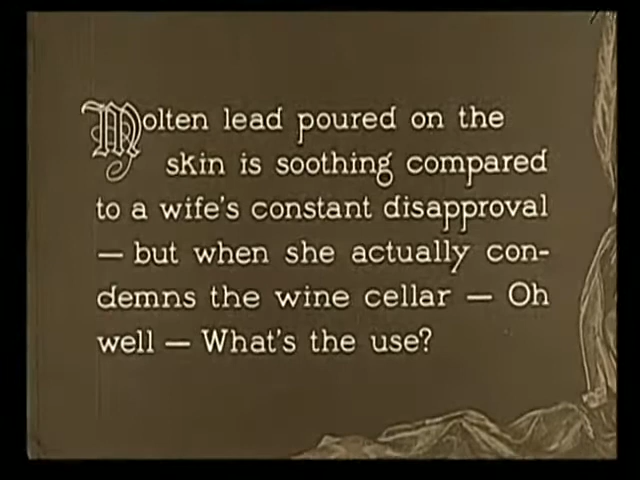 Molten lead poured on the
skin is soothing compared
to a wife's constant disapproval
— but when she actually con-
demns the wine cellar — Oh
well — What's the use?